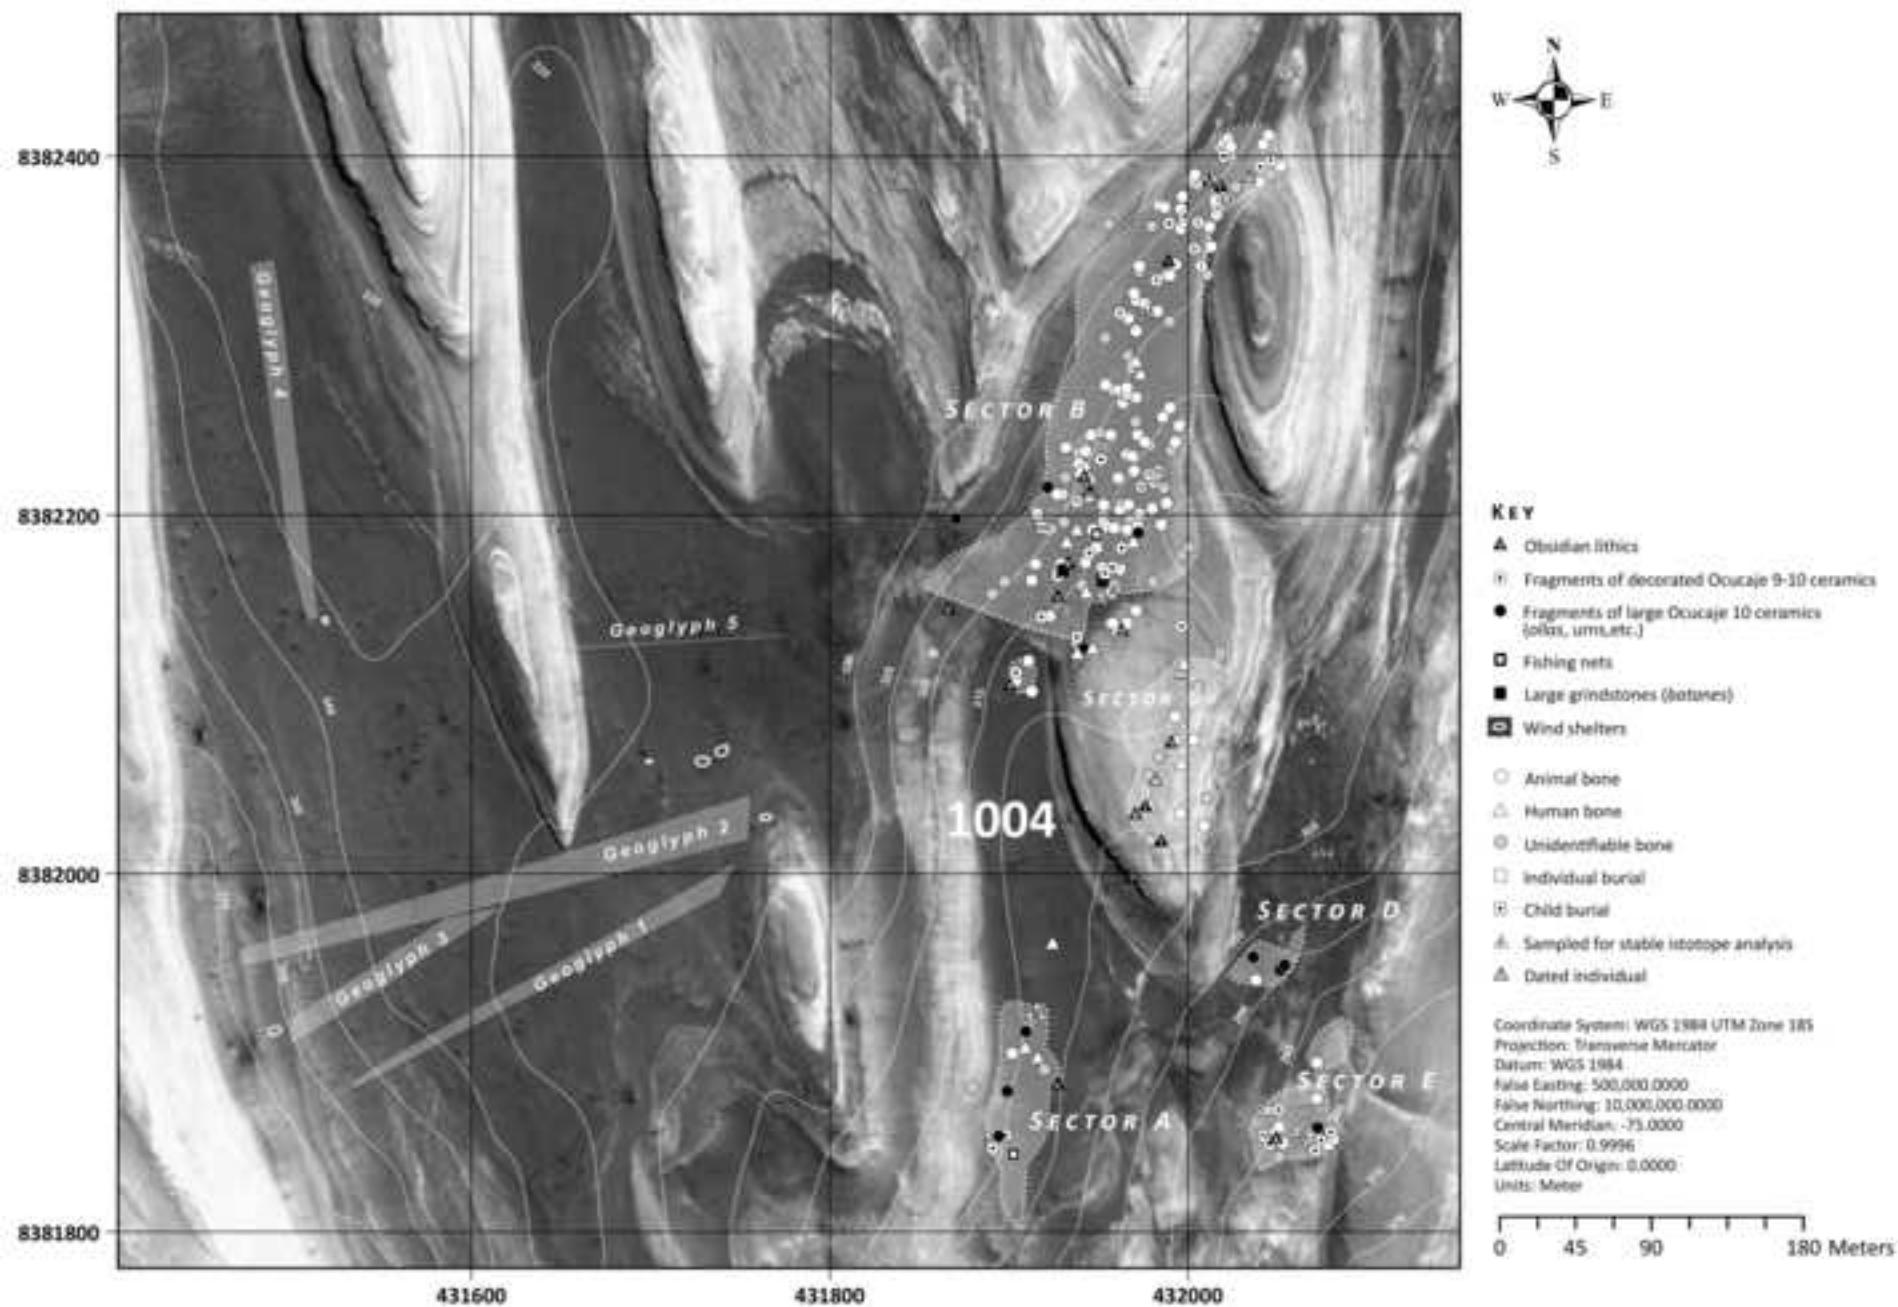 N
W E
S
8382400
8382200
8382000
8381800
431600
431800
432000
Geoglyph 4
SECTOR B
Geoglyph 5
SECTOR
1004
Geoglyph 2
Geoglyph 3
Geoglyph 1
SECTOR D
SECTOR E
SECTOR A
KEY
Obsidian lithics
Fragments of decorated Ocucaje 9-10 ceramics
Fragments of large Ocucaje 10 ceramics
(ollas, urns,etc.)
Fishing nets
Large grindstones (batanes)
Wind shelters
Animal bone
Human bone
Unidentifiable bone
Individual burial
Child burial
Sampled for stable istotope analysis
Dated individual
Coordinate System: WGS 1984 UTM Zone 18S
Projection: Transverse Mercator
Datum: WGS 1984
False Easting: 500,000.0000
False Northing: 10,000,000.0000
Central Meridian: -75.0000
Scale Factor: 0.9996
Latitude Of Origin: 0.0000
Units: Meter
0 45 90 180 Meters